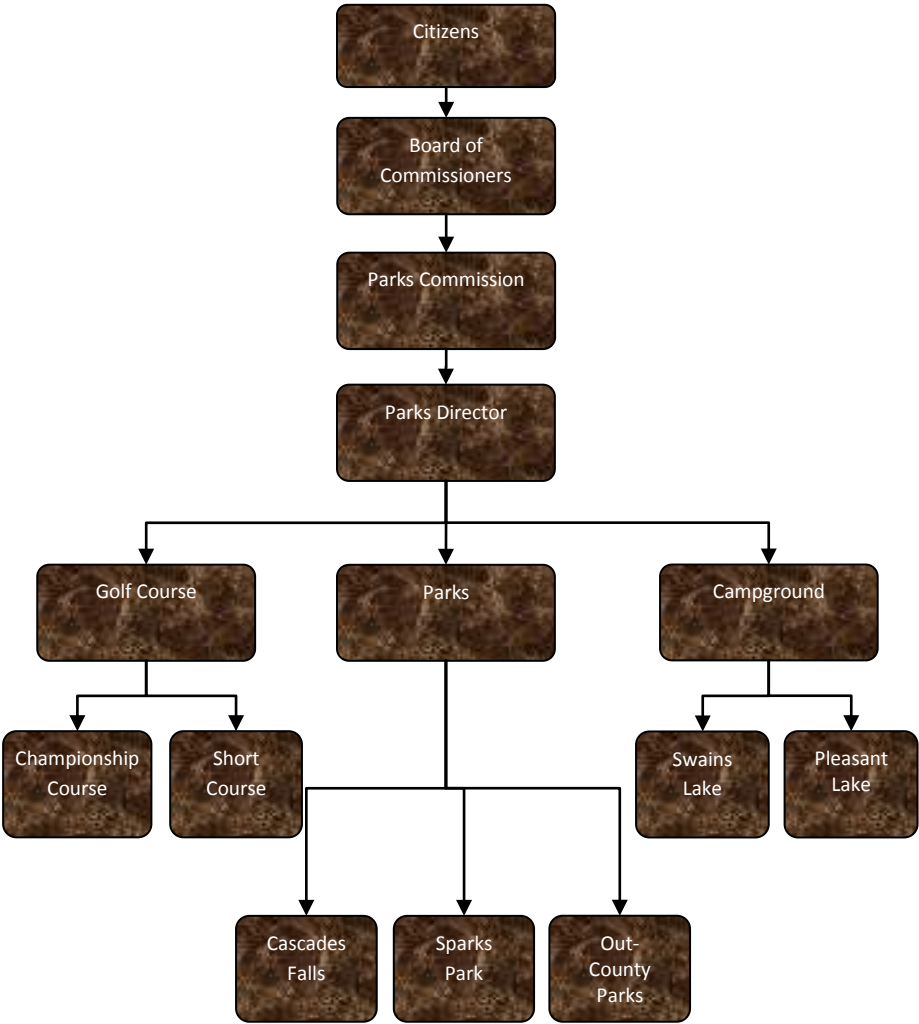 Citizens
Board of
Commissioners
Parks Commission
Parks Director
Golf Course
Parks
Campground
Championship
Course
Short
Course
Swains
Lake
Pleasant
Lake
Cascades
Falls
Sparks
Park
Out-
County
Parks